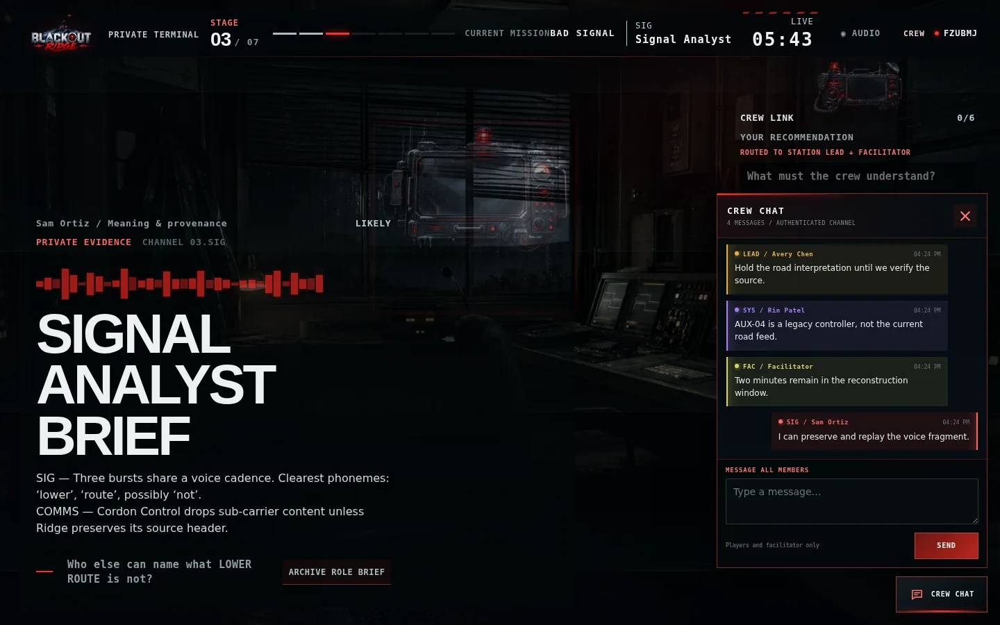 BLACKOUT
RIDGE
PRIVATE TERMINAL
STAGE
03 / 07
CURRENT MISSION
BAD SIGNAL
SIG
Signal Analyst
LIVE
05:43
◉ AUDIO
CREW
FZUBMJ
CREW LINK
0/6
YOUR RECOMMENDATION
ROUTED TO STATION LEAD + FACILITATOR
What must the crew understand?
Sam Ortiz / Meaning & provenance
LIKELY
PRIVATE EVIDENCE CHANNEL 03.SIG
SIGNAL
ANALYST
BRIEF
SIG — Three bursts share a voice cadence. Clearest phonemes:
‘lower’, ‘route’, possibly ‘not’.
COMMS — Cordon Control drops sub-carrier content unless
Ridge preserves its source header.
Who else can name what LOWER
ROUTE is not?
ARCHIVE ROLE BRIEF
CREW CHAT
4 MESSAGES / AUTHENTICATED CHANNEL
LEAD / Avery Chen
04:24 PM
Hold the road interpretation until we verify the
source.
SYS / Rin Patel
04:24 PM
AUX-04 is a legacy controller, not the current
road feed.
FAC / Facilitator
04:24 PM
Two minutes remain in the reconstruction
window.
SIG / Sam Ortiz
04:24 PM
I can preserve and replay the voice fragment.
MESSAGE ALL MEMBERS
Type a message...
Players and facilitator only
SEND
CREW CHAT